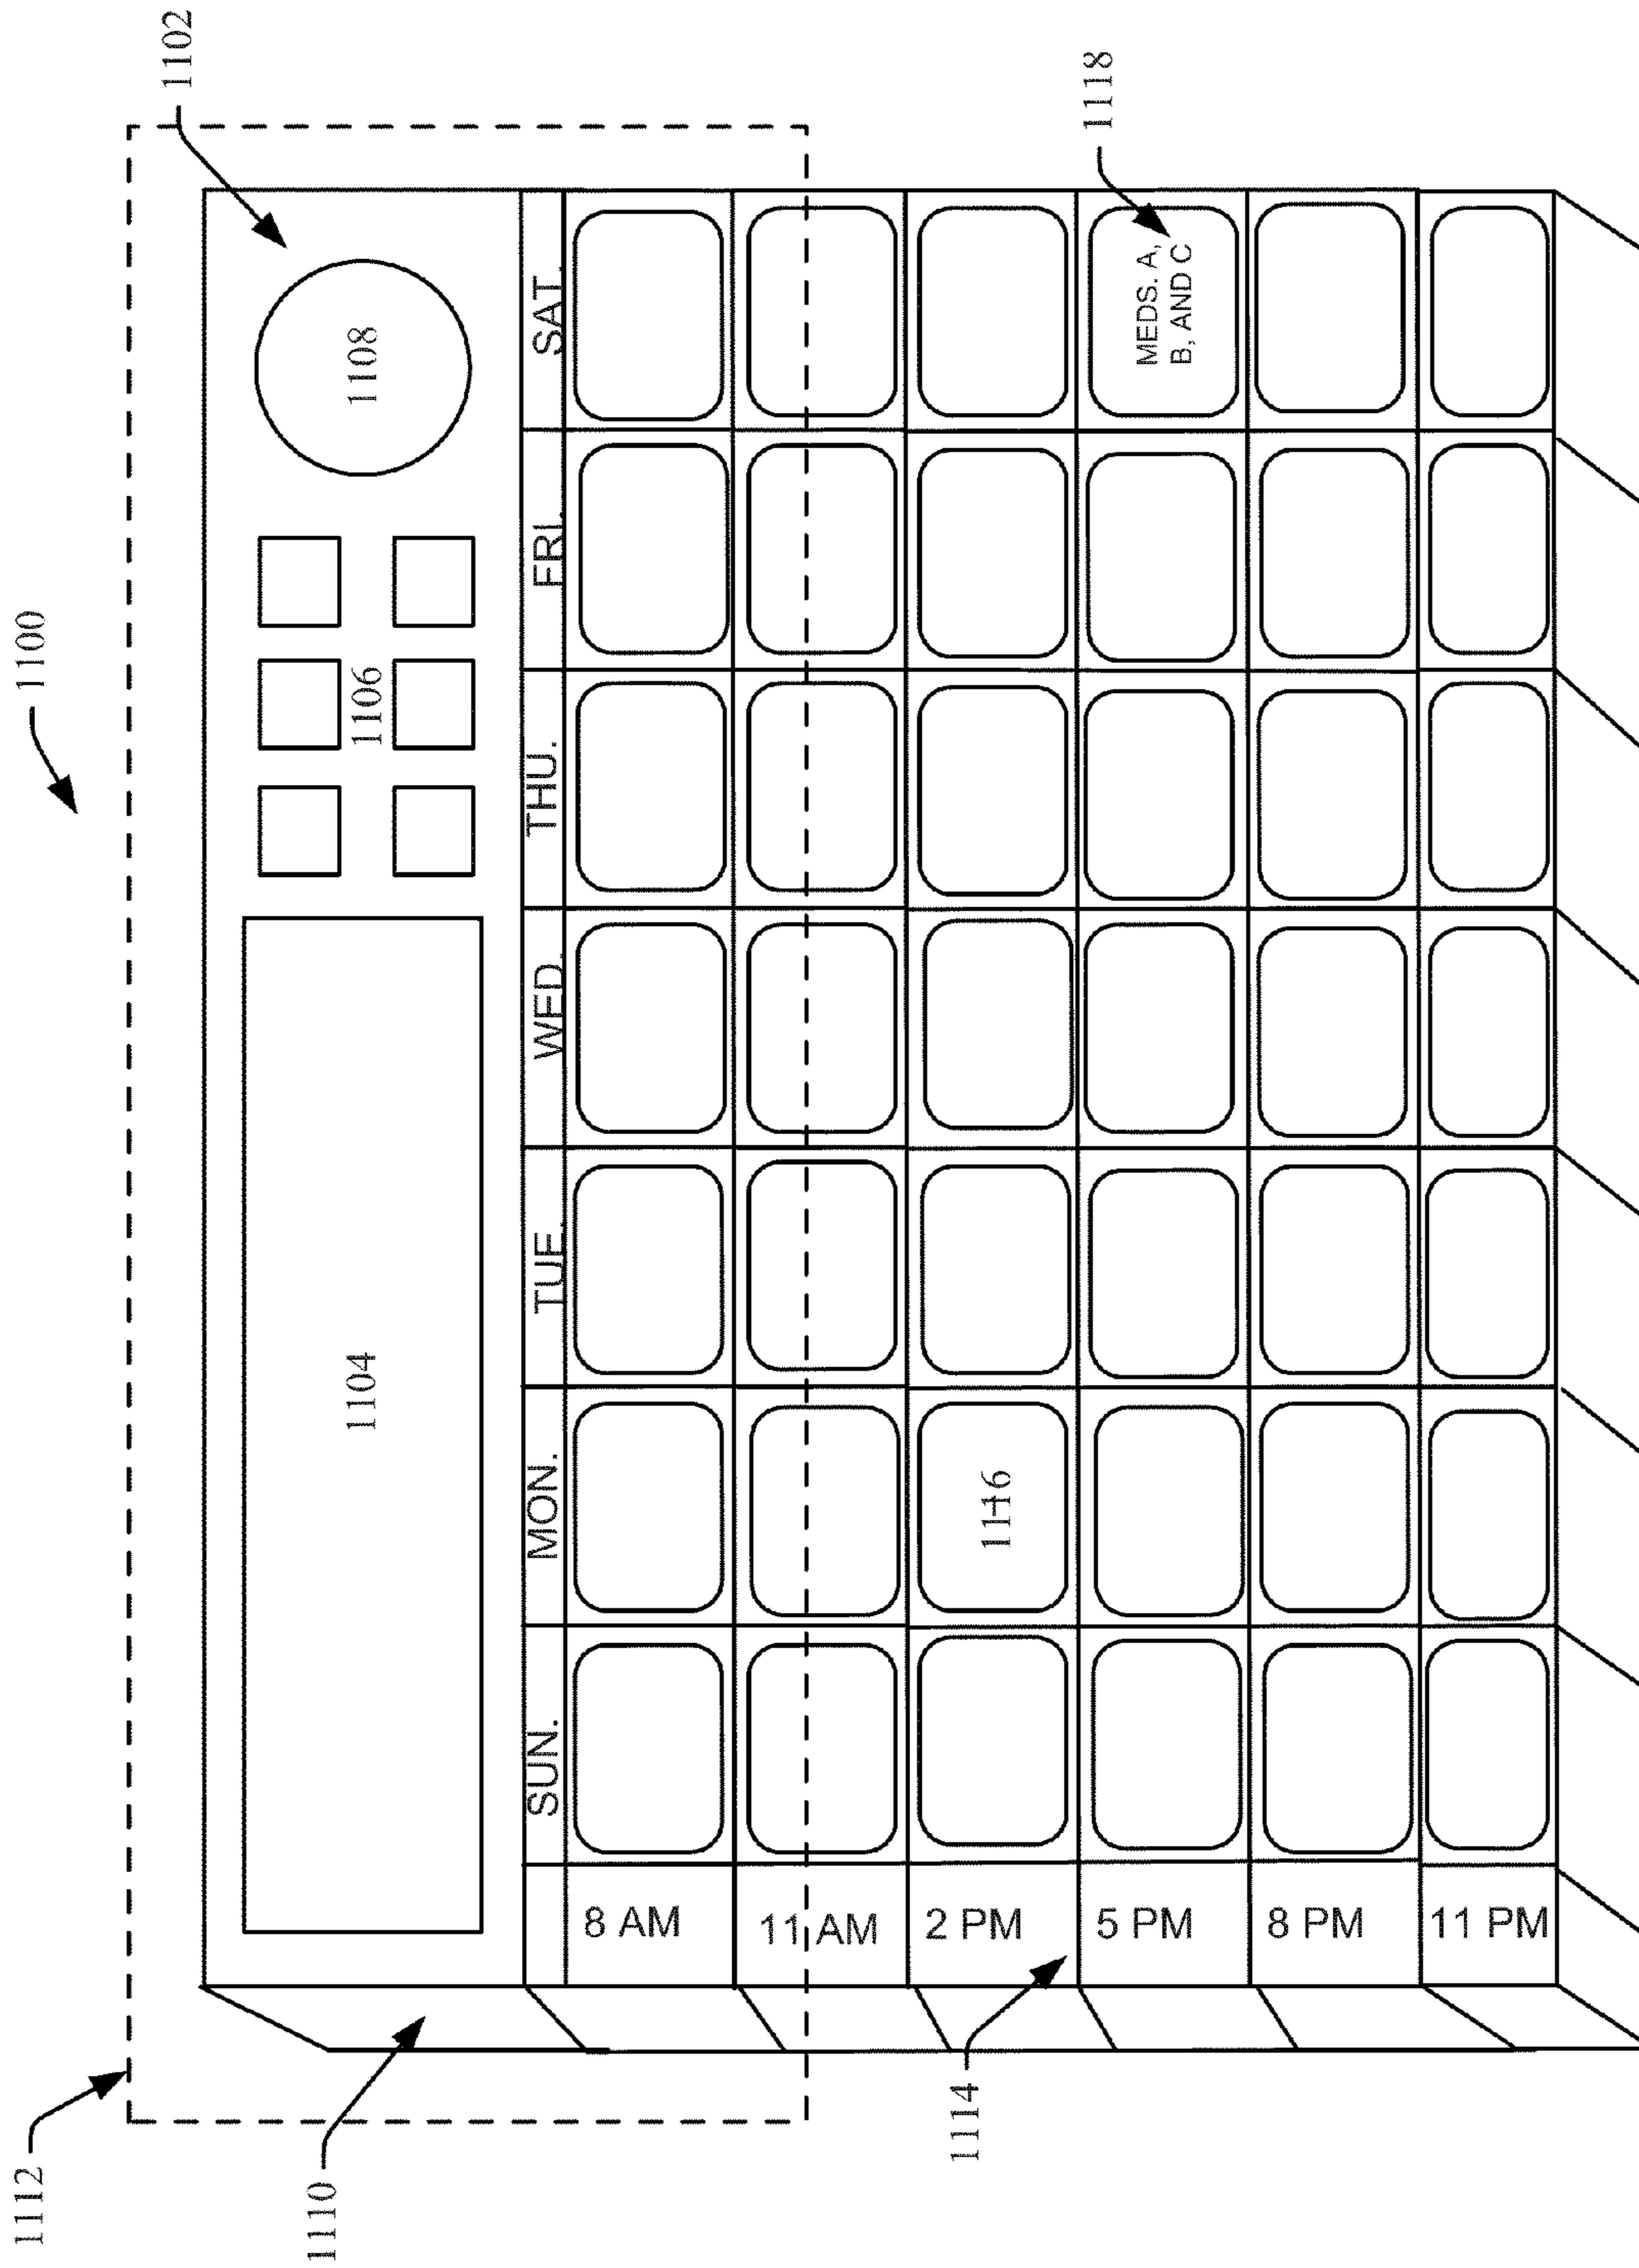 1100
1112
1102
1110
1104
1106
1108
SUN.
MON.
TUE.
WED.
THU.
FRI.
SAT.
8 AM
11 AM
2 PM
1116
5 PM
1114
1118
MEDS. A,
B, AND C
8 PM
11 PM